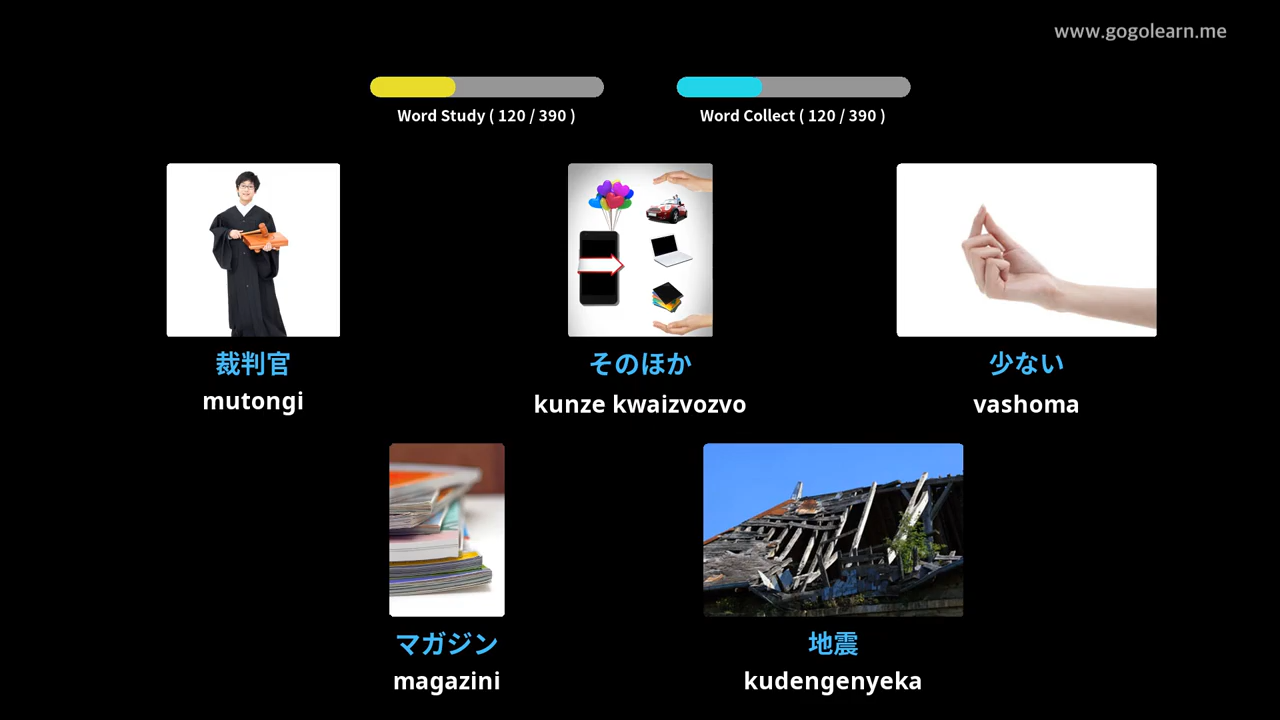 www.gogolearn.me
Word Study ( 120 / 390 )
Word Collect ( 120 / 390 )
裁判官
mutongi
そのほか
kunze kwaizvozvo
少ない
vashoma
マガジン
magazini
地震
kudengenyeka